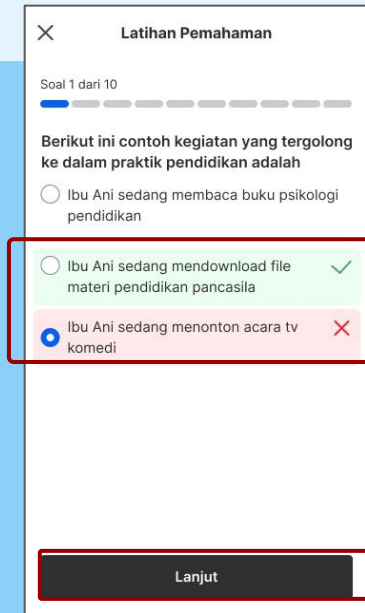 Latihan Pemahaman
Soal 1 dari 10
Berikut ini contoh kegiatan yang tergolong
ke dalam praktik pendidikan adalah
Ibu Ani sedang membaca buku psikologi
pendidikan
Ibu Ani sedang mendownload file
materi pendidikan pancasila
Ibu Ani sedang menonton acara tv
komedi
Lanjut